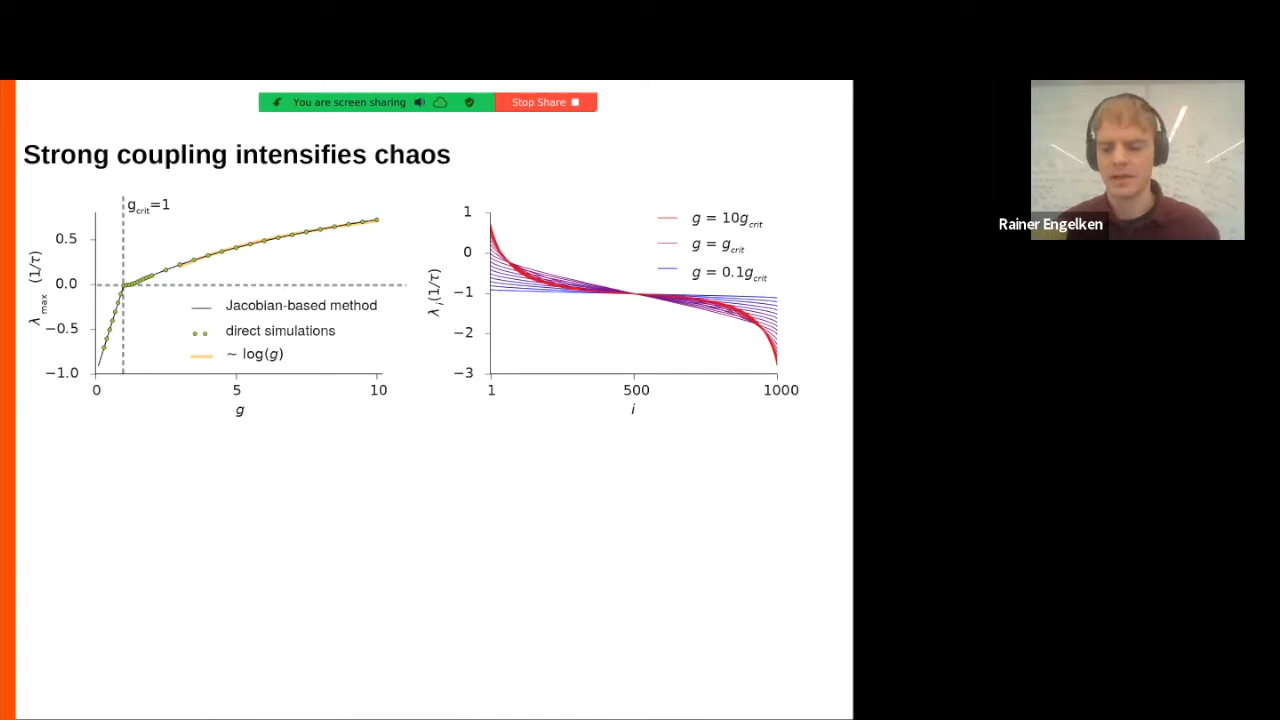 You are screen sharing
Stop Share
Strong coupling intensifies chaos
g_crit=1
0.5
0.0
−0.5
−1.0
λ_max (1/τ)
Jacobian-based method
direct simulations
~ log(g)
0 5 10
g
1
0
−1
−2
−3
λ_i(1/τ)
g = 10g_crit
g = g_crit
g = 0.1g_crit
1 500 1000
i
Rainer Engelken